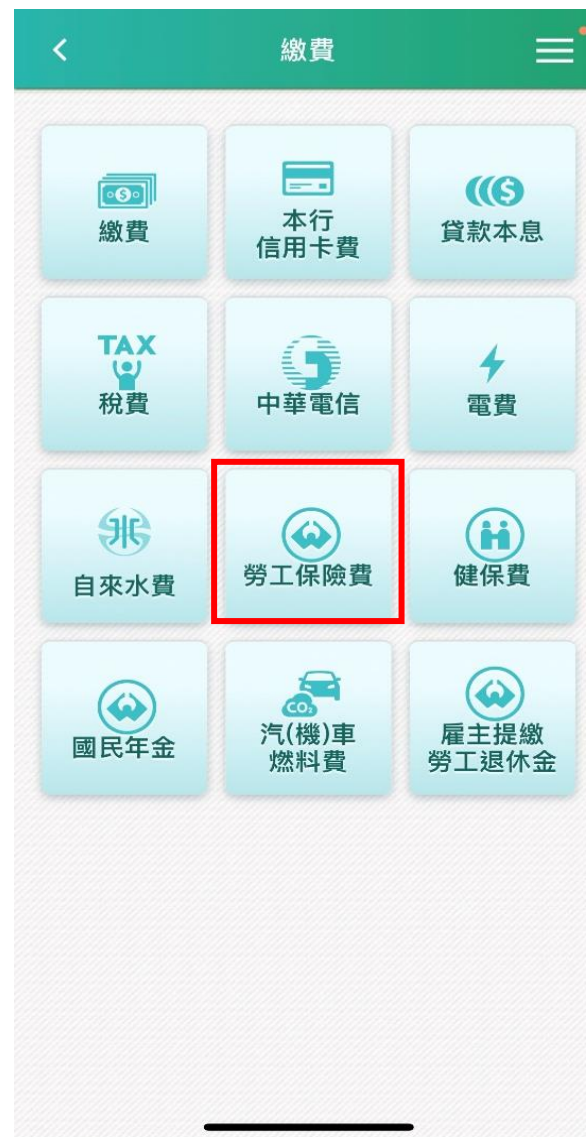 繳費
繳費
本行
信用卡費
貸款本息
TAX
稅費
中華電信
電費
自來水費
勞工保險費
健保費
國民年金
CO₂
汽(機)車
燃料費
雇主提繳
勞工退休金